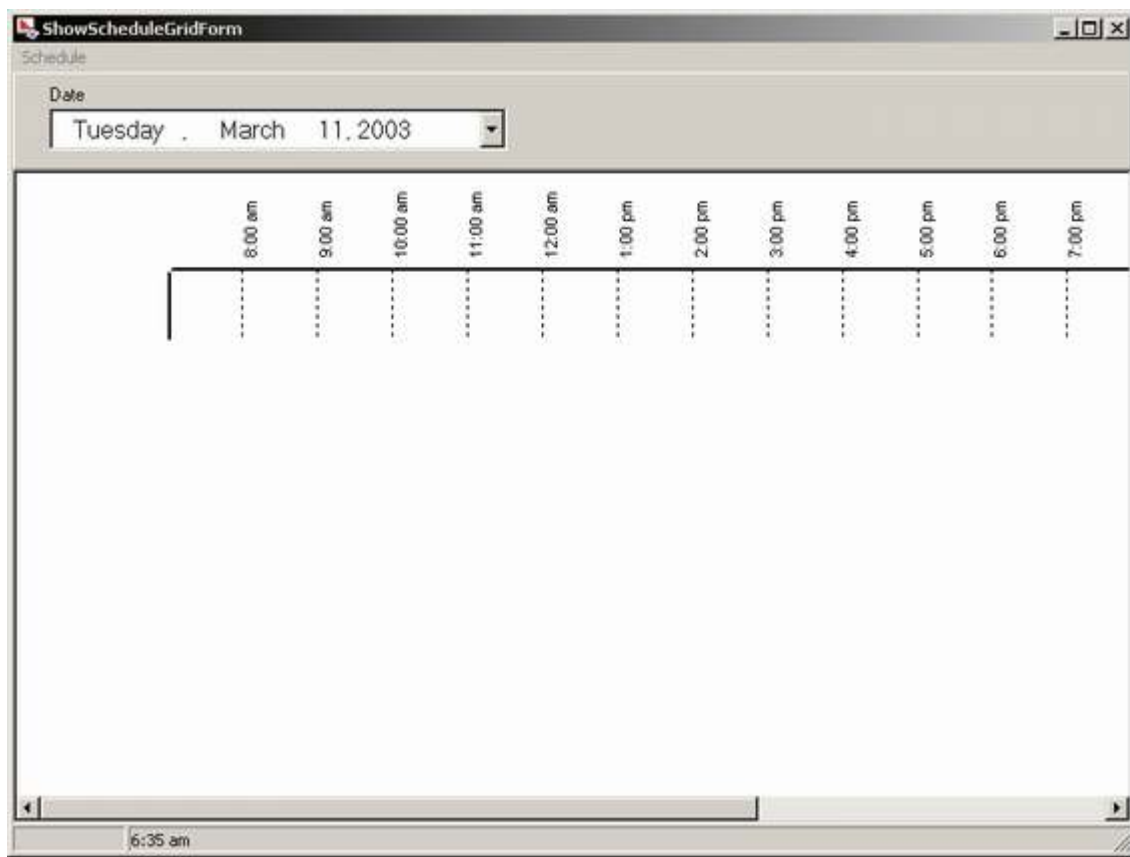 ShowScheduleGridForm
Schedule
Date
Tuesday , March 11, 2003
8:00 am 9:00 am 10:00 am 11:00 am 12:00 am 1:00 pm 2:00 pm 3:00 pm 4:00 pm 5:00 pm 6:00 pm 7:00 pm
6:35 am